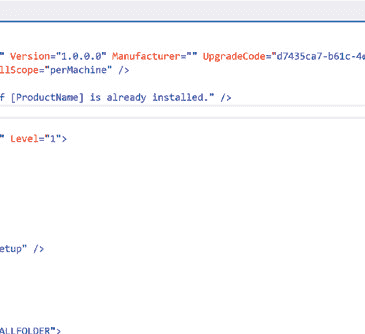 " Version="1.0.0.0" Manufacturer="" UpgradeCode="d7435ca7-b61c-4
llScope="perMachine" />
f [ProductName] is already installed." />
" Level="1">
etup" />
ALLFOLDER">